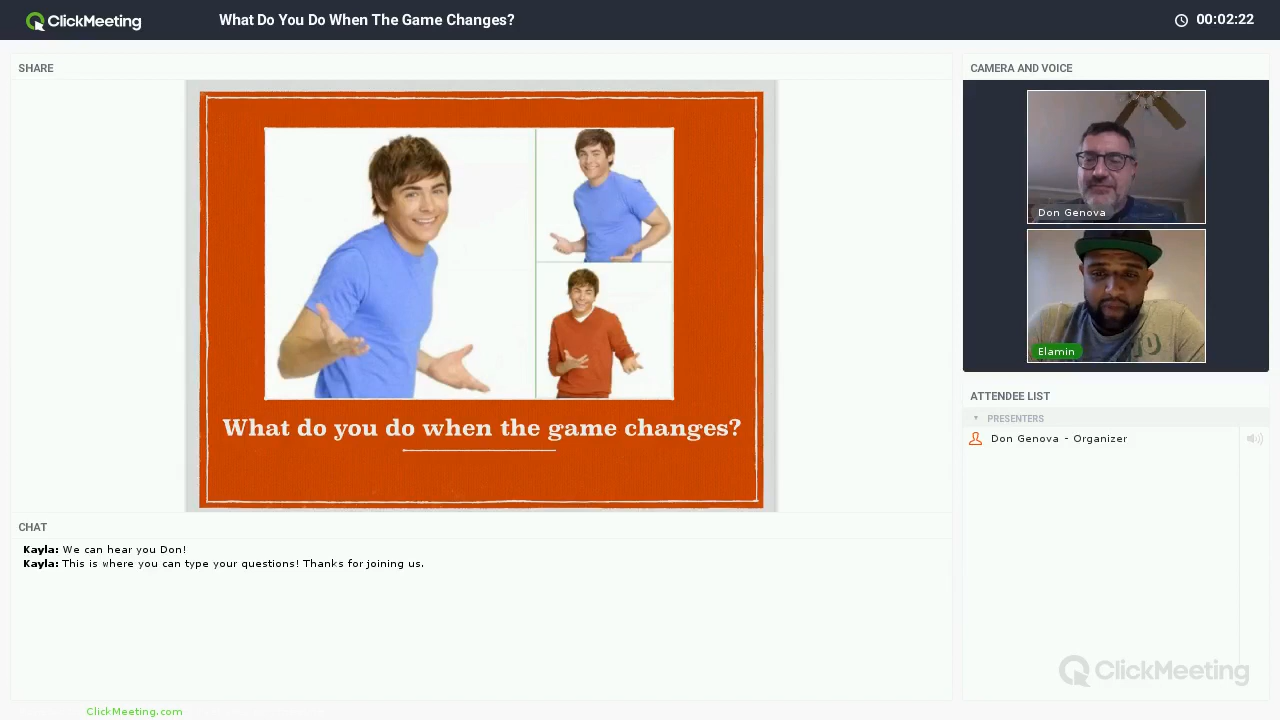 ClickMeeting
What Do You Do When The Game Changes?
00:02:22
SHARE
What do you do when the game changes?
CHAT
Kayla: We can hear you Don!
Kayla: This is where you can type your questions! Thanks for joining us.
CAMERA AND VOICE
Don Genova
Elamin
ATTENDEE LIST
PRESENTERS
Don Genova - Organizer
ClickMeeting
ClickMeeting.com